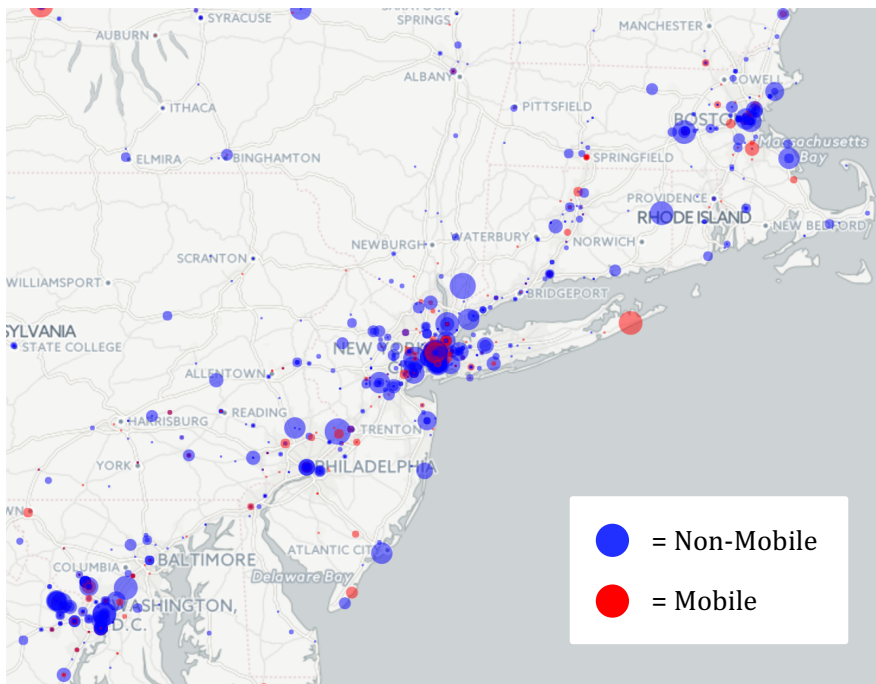 SYRACUSE
SPRINGS
AUBURN
MANCHESTER
ALBANY
LOWELL
ITHACA
PITTSFIELD
BOSTON
Massachusetts
Bay
ELMIRA
BINGHAMTON
SPRINGFIELD
PROVIDENCE
RHODE ISLAND
NEW BEDFORD
NEWBURGH
WATERBURY
NORWICH
SCRANTON
WILLIAMSPORT
BRIDGEPORT
SYLVANIA
STATE COLLEGE
NEW YORK
ALLENTOWN
HARRISBURG
READING
TRENTON
YORK
PHILADELPHIA
WN
= Non-Mobile
COLUMBIA
BALTIMORE
ATLANTIC CITY
Delaware Bay
= Mobile
WASHINGTON,
D.C.